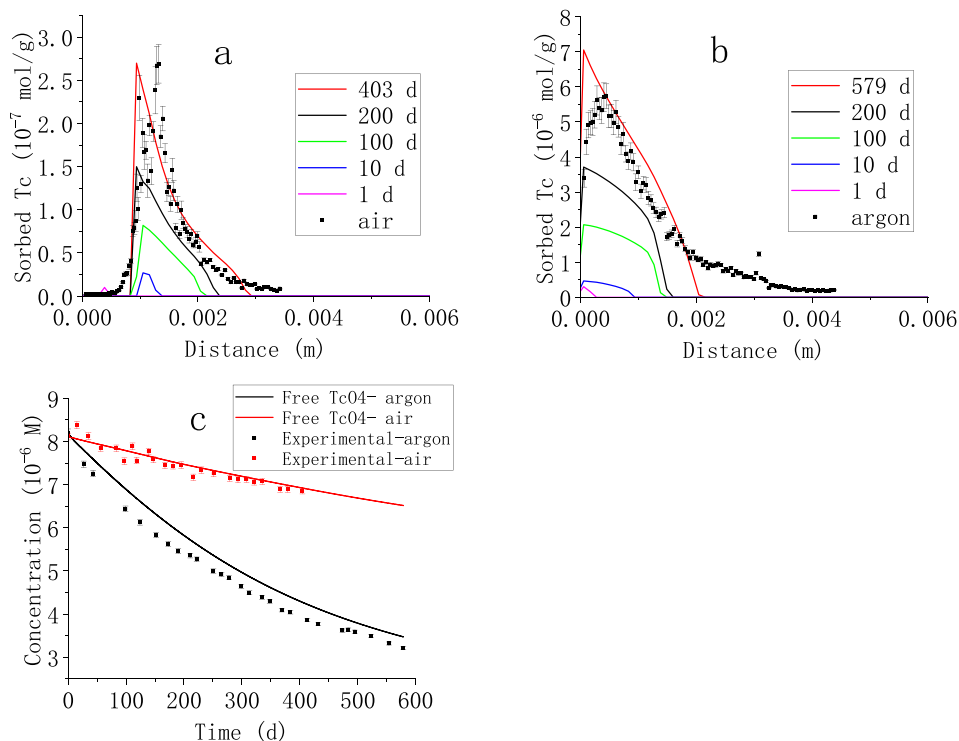 a
Sorbed Tc (10⁻⁷ mol/g)
3.0
2.5
2.0
1.5
1.0
0.5
0.0
403 d
200 d
100 d
10 d
1 d
air
0.000 0.002 0.004 0.006
Distance (m)
b
Sorbed Tc (10⁻⁶ mol/g)
8
7
6
5
4
3
2
1
0
579 d
200 d
100 d
10 d
1 d
argon
0.000 0.002 0.004 0.006
Distance (m)
c
Concentration (10⁻⁶ M)
9
8
7
6
5
4
3
Free TcO4- argon
Free TcO4- air
Experimental-argon
Experimental-air
0 100 200 300 400 500 600
Time (d)